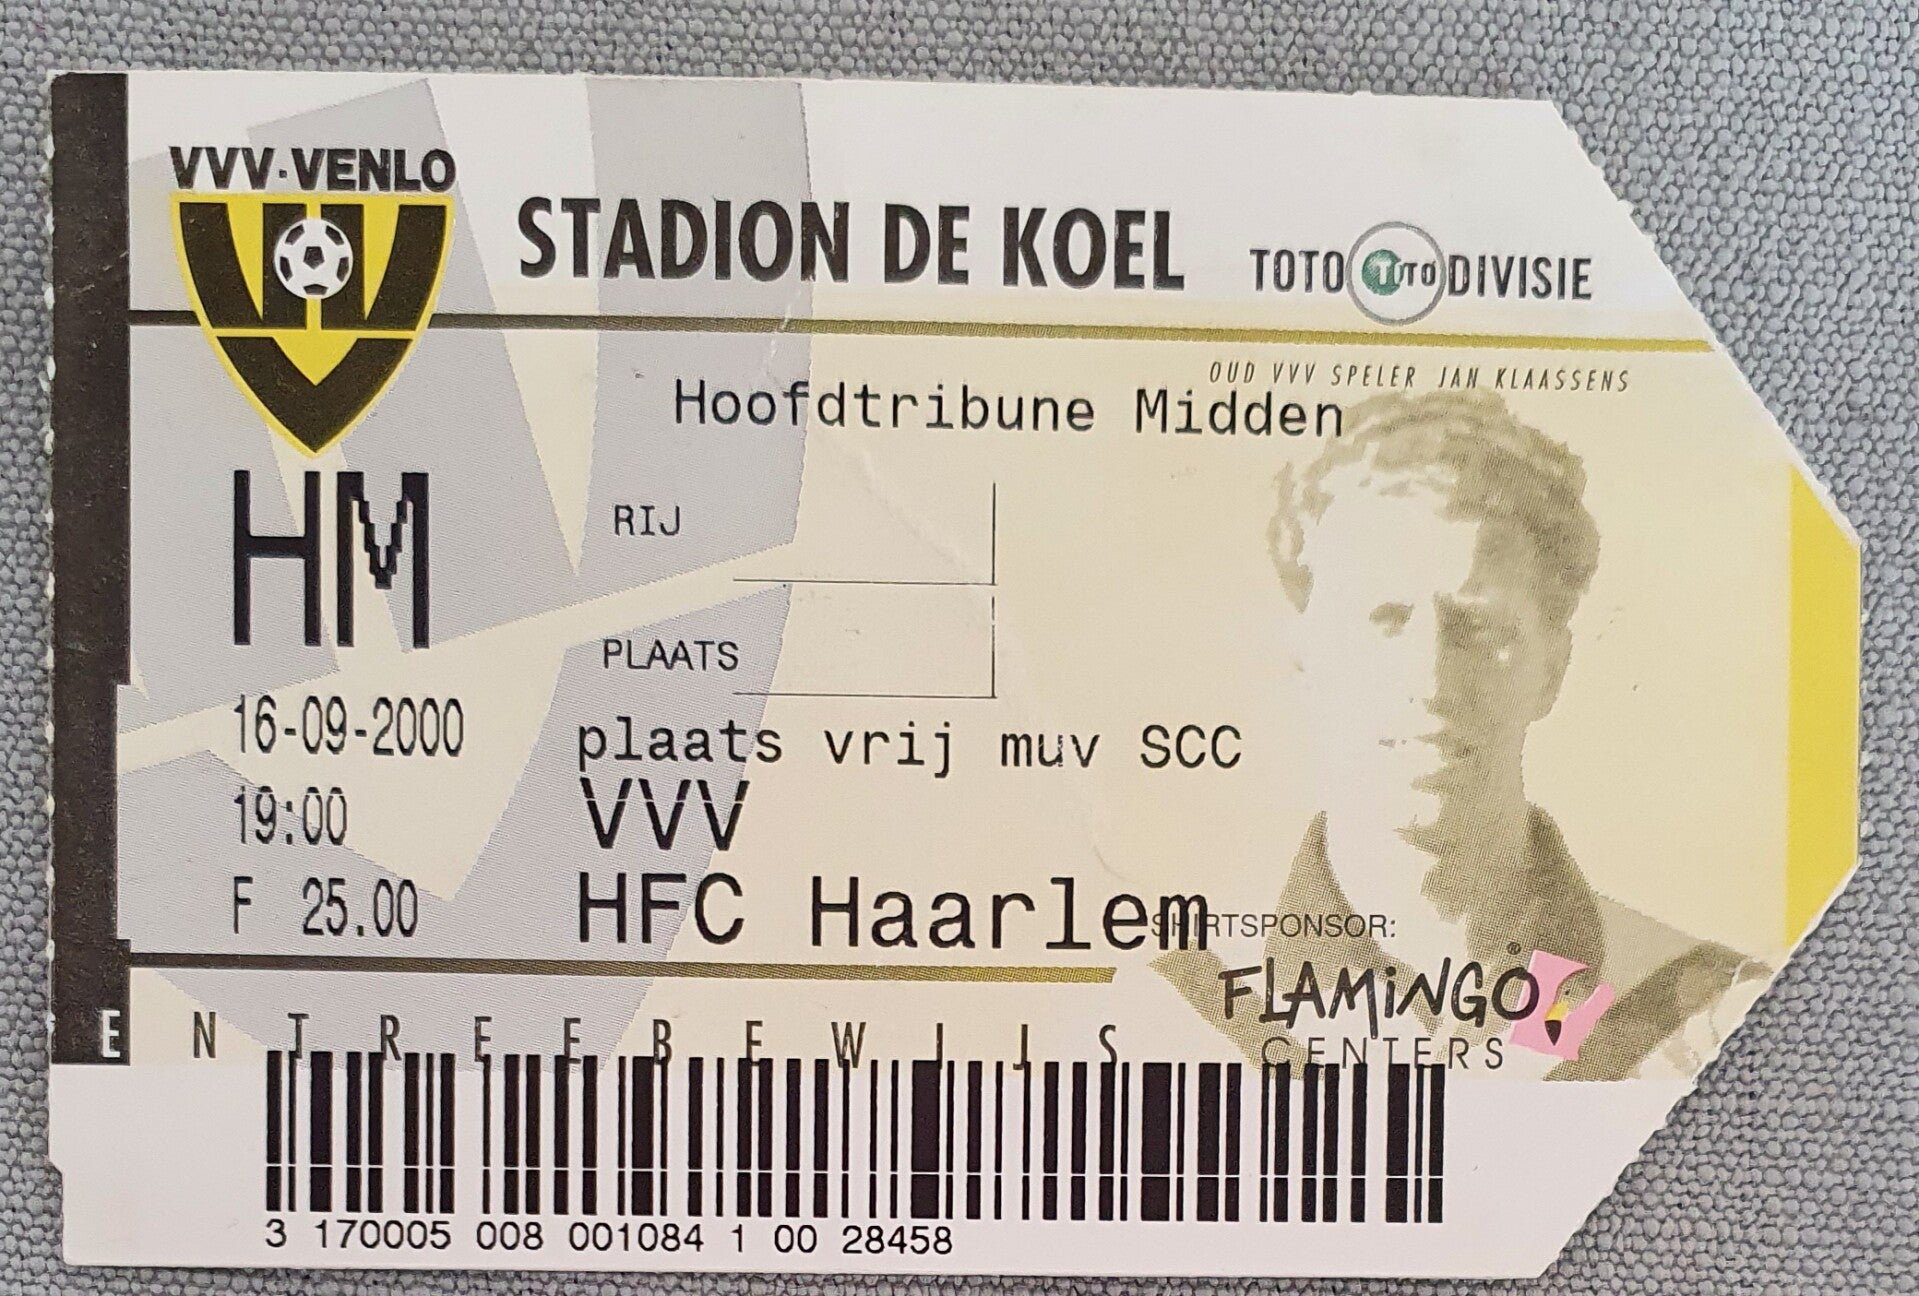 VVV-VENLO
STADION DE KOEL
TOTO TOTO DIVISIE
OUD VVV SPELER JAN KLAASSENS
Hoofdtribune Midden
HM
RIJ
PLAATS
16-09-2000
plaats vrij muv SCC
19:00
VVV
F 25.00
HFC Haarlem
SHIRTSPONSOR:
FLAMiNGO®
CENTERS
ENTREEBEWIJS
3 170005 008 001084 1 00 28458